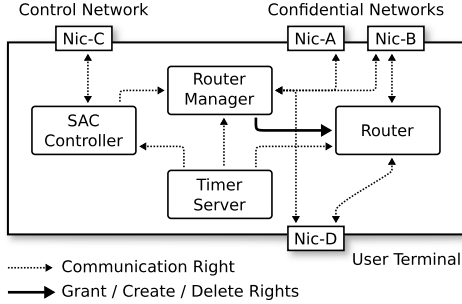 Control Network
Confidential Networks
Nic-C
Nic-A
Nic-B
Router
Manager
SAC
Controller
Router
Timer
Server
Nic-D
User Terminal
Communication Right
Grant / Create / Delete Rights